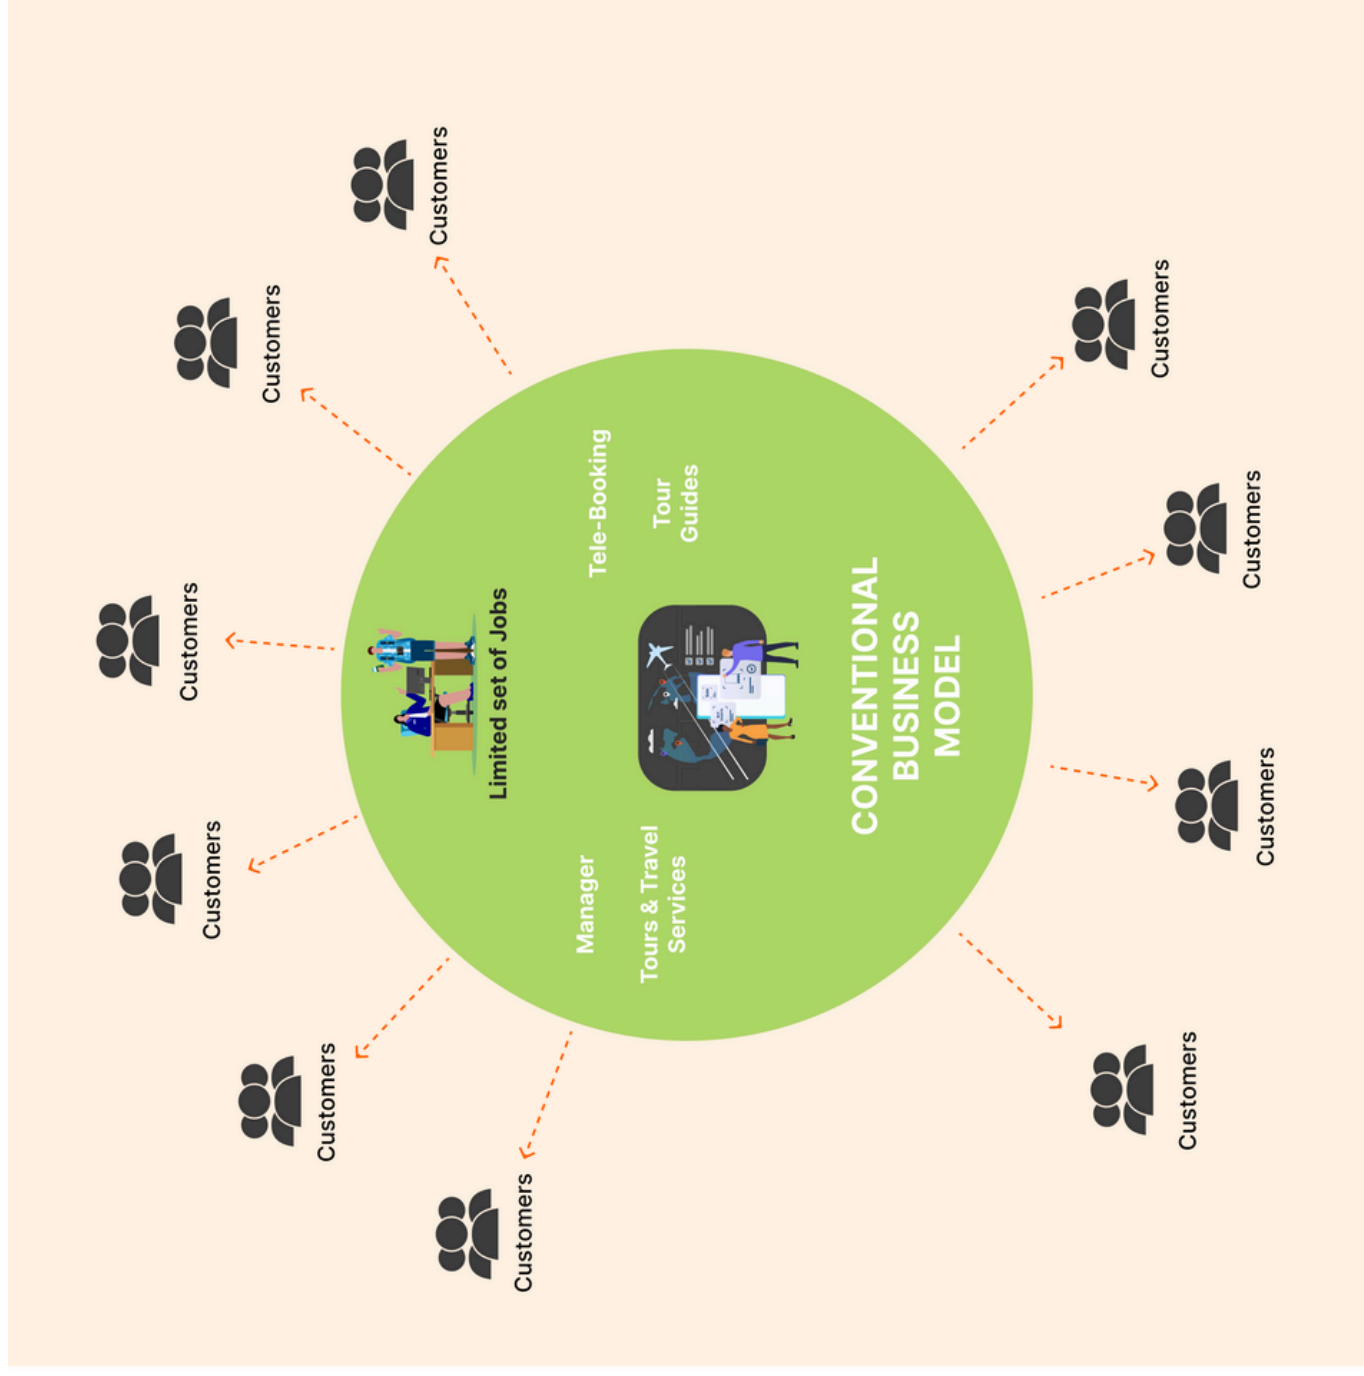 Customers
Customers
Customers
Customers
Customers
Limited set of Jobs
Customers
Manager
Tele-Booking
Tours & Travel
Services
Tour
Guides
CONVENTIONAL
BUSINESS
MODEL
Customers
Customers
Customers
Customers